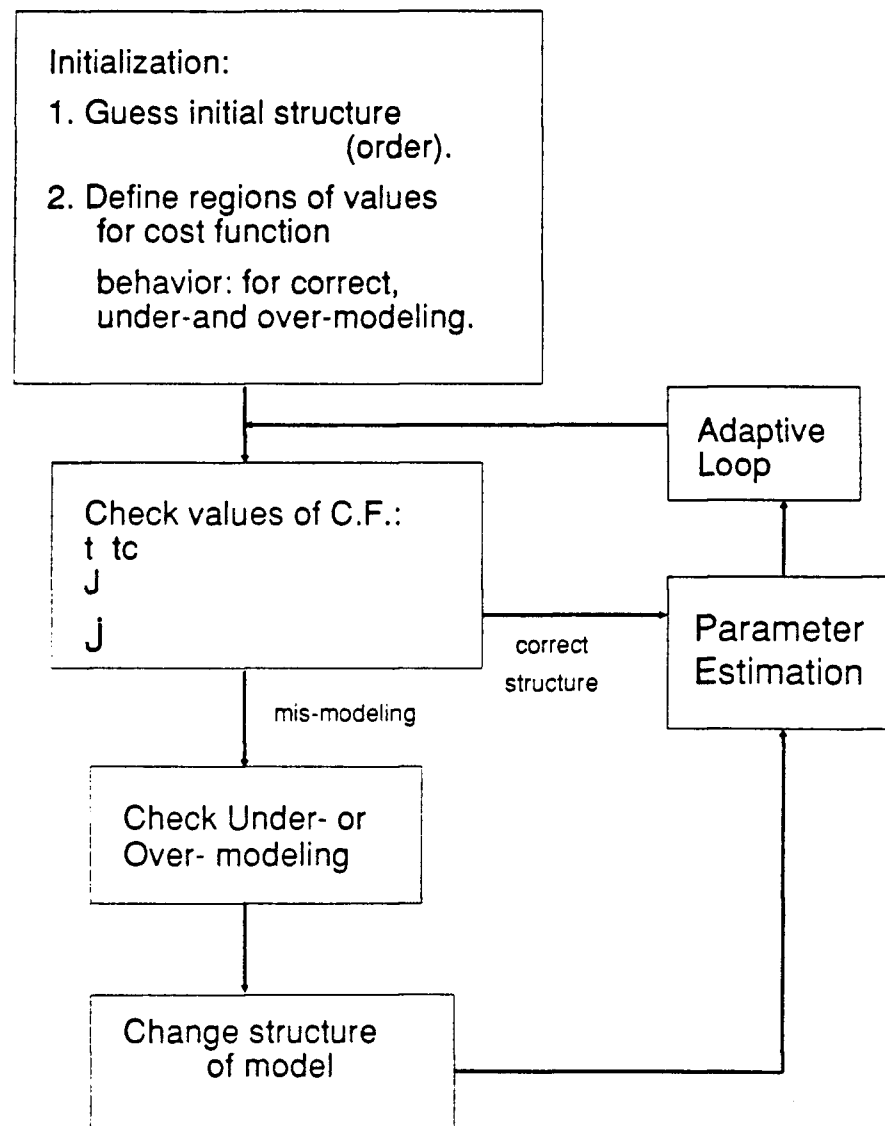 Initialization:
1. Guess initial structure
(order).
2. Define regions of values
for cost function
behavior: for correct,
under-and over-modeling.
Adaptive
Loop
Check values of C.F.:
t tc
J
j
correct
structure
Parameter
Estimation
mis-modeling
Check Under- or
Over- modeling
Change structure
of model